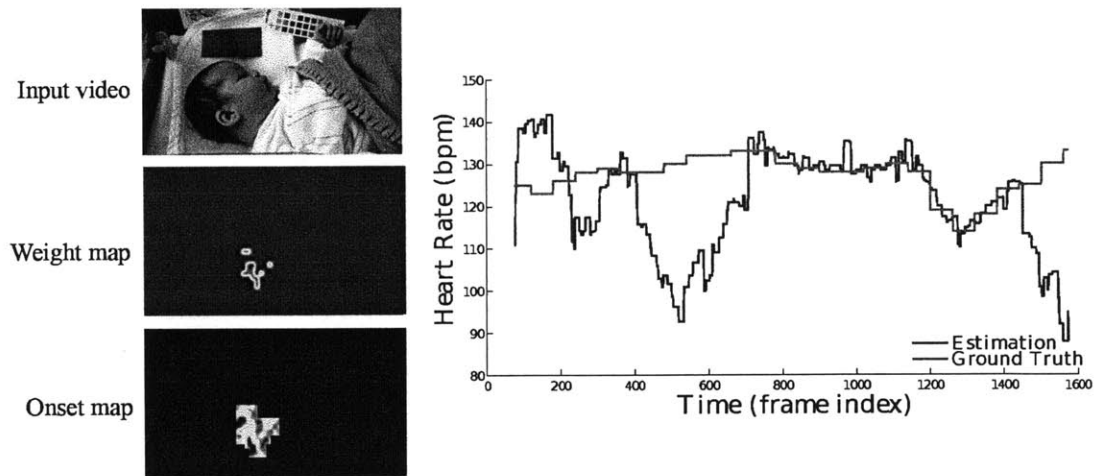 Input video
Weight map
Onset map
Heart Rate (bpm)
150
140
130
120
110
100
90
80
0
200
400
600
800
1000
1200
1400
1600
Time (frame index)
Estimation
Ground Truth